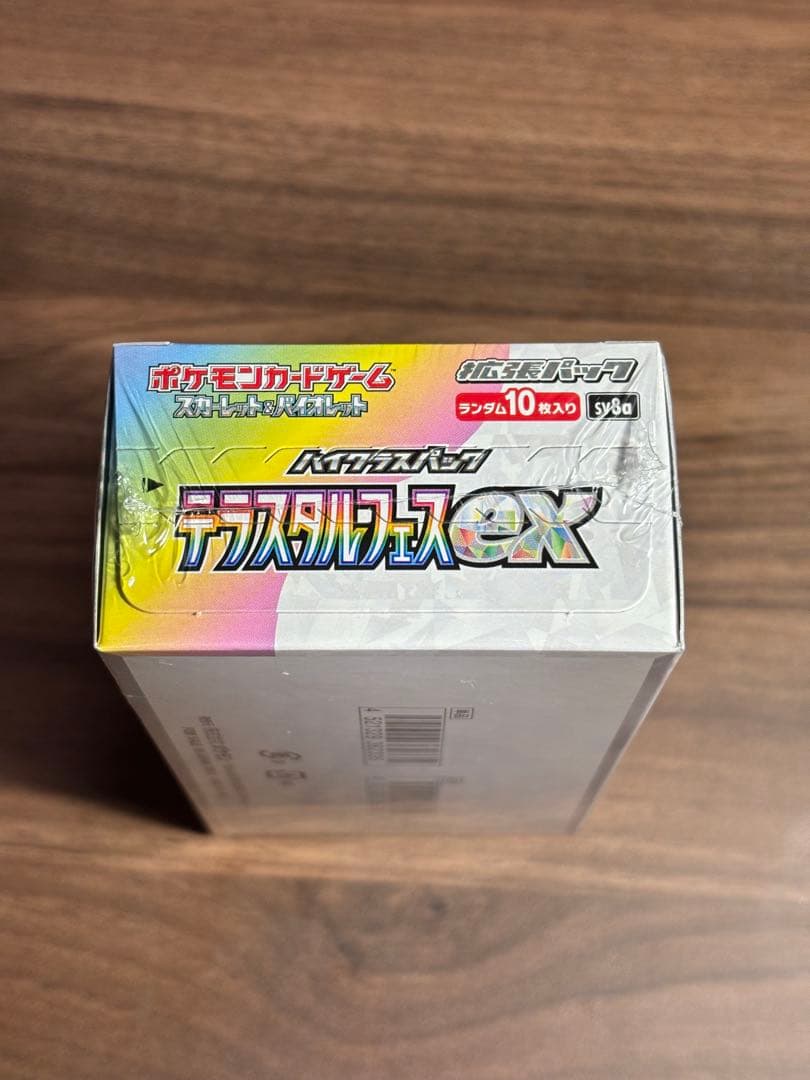 ポケモンカードゲーム
スカーレット&バイオレット
拡張パック
ランダム10枚入り
sv8a
ハイクラスパック
テラスタルフェスex